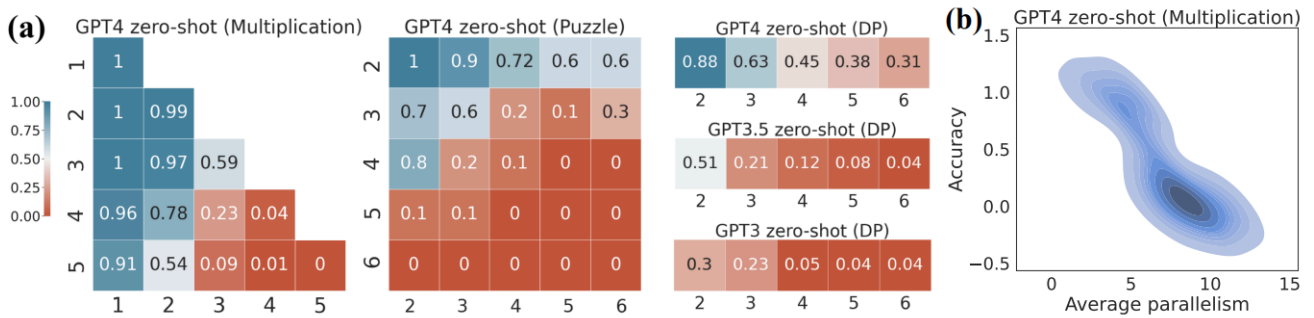 (a)
GPT4 zero-shot (Multiplication)
1.00
0.75
0.50
0.25
0.00
1
1
2
1 0.99
3
1 0.97 0.59
4
0.96 0.78 0.23 0.04
5
0.91 0.54 0.09 0.01 0
1 2 3 4 5
GPT4 zero-shot (Puzzle)
2
1 0.9 0.72 0.6 0.6
3
0.7 0.6 0.2 0.1 0.3
4
0.8 0.2 0.1 0 0
5
0.1 0.1 0 0 0
6
0 0 0 0 0
2 3 4 5 6
GPT4 zero-shot (DP)
0.88 0.63 0.45 0.38 0.31
2 3 4 5 6
GPT3.5 zero-shot (DP)
0.51 0.21 0.12 0.08 0.04
2 3 4 5 6
GPT3 zero-shot (DP)
0.3 0.23 0.05 0.04 0.04
2 3 4 5 6
(b)
GPT4 zero-shot (Multiplication)
Accuracy
1.5
1.0
0.5
0.0
−0.5
0 5 10 15
Average parallelism